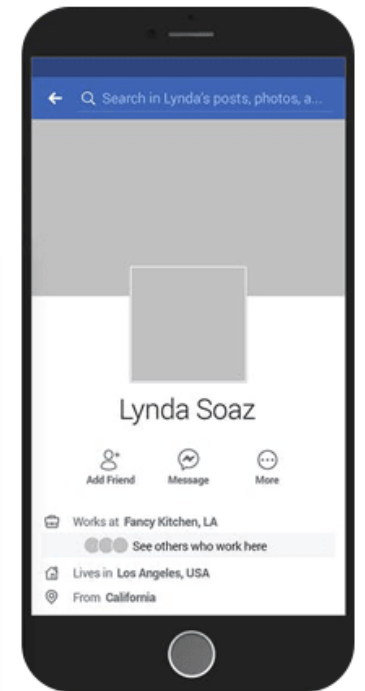 Search in Lynda's posts, photos, a...
Lynda Soaz
Add Friend Message More
Works at Fancy Kitchen, LA
See others who work here
Lives in Los Angeles, USA
From California